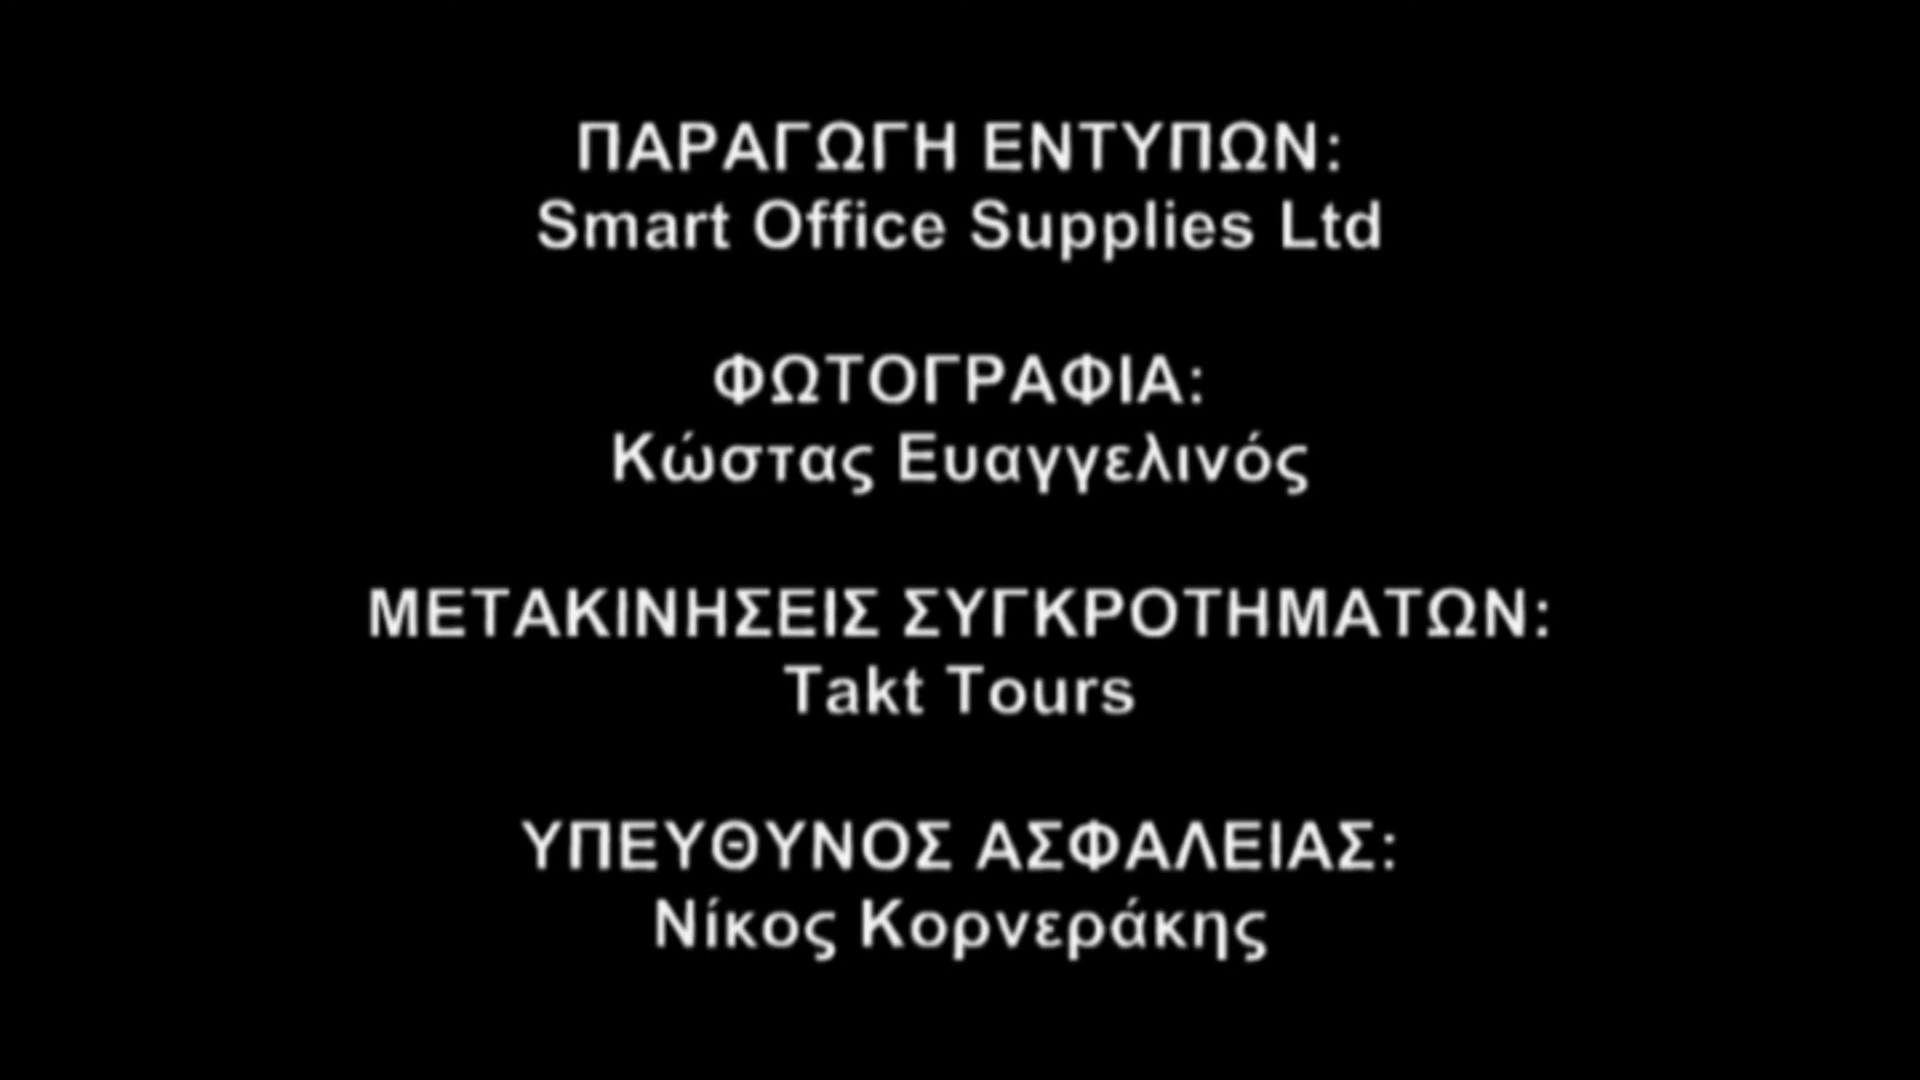 ΠΑΡΑΓΩΓΗ ΕΝΤΥΠΩΝ:
Smart Office Supplies Ltd
ΦΩΤΟΓΡΑΦΙΑ:
Κώστας Ευαγγελινός
ΜΕΤΑΚΙΝΗΣΕΙΣ ΣΥΓΚΡΟΤΗΜΑΤΩΝ:
Takt Tours
ΥΠΕΥΘΥΝΟΣ ΑΣΦΑΛΕΙΑΣ:
Νίκος Κορνεράκης